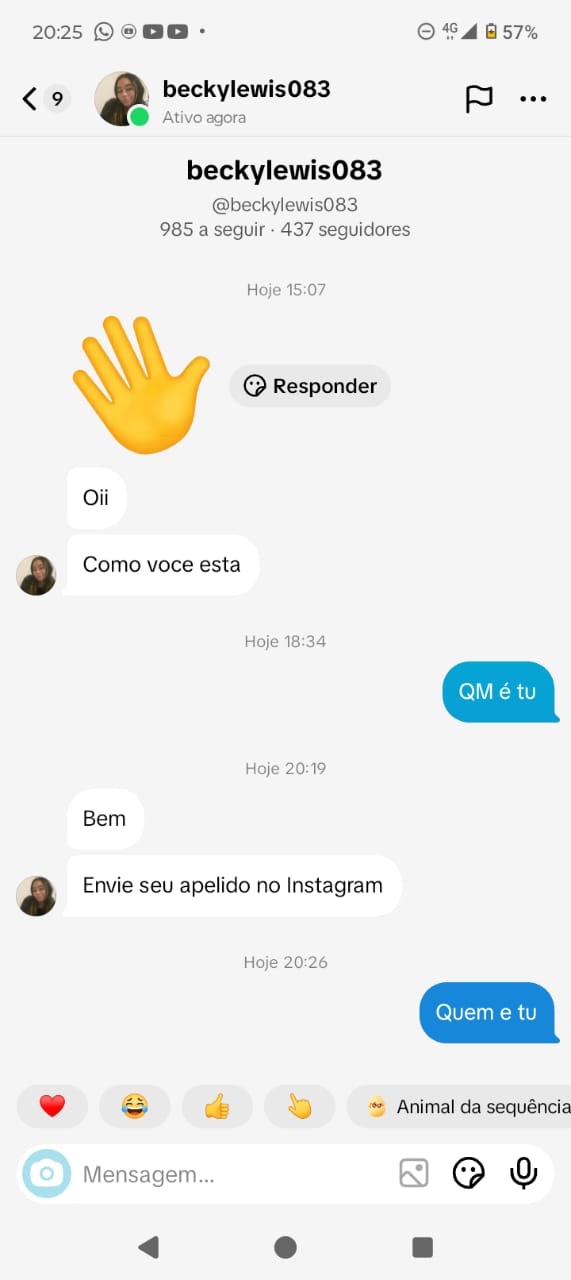 20:25
4G
57%
9
beckylewis083
Ativo agora
beckylewis083
@beckylewis083
985 a seguir · 437 seguidores
Hoje 15:07
Responder
Oii
Como voce esta
Hoje 18:34
QM é tu
Hoje 20:19
Bem
Envie seu apelido no Instagram
Hoje 20:26
Quem e tu
Animal da sequência
Mensagem...